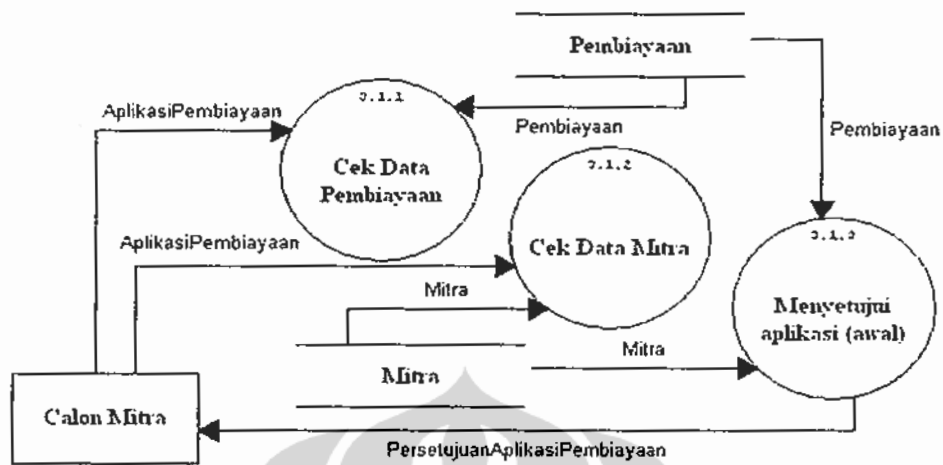 Pembiayaan
AplikasiPembiayaan
Pembiayaan
Pembiayaan
Cek Data
Pembiayaan
AplikasiPembiayaan
Cek Data Mitra
Mitra
Menyetujui
aplikasi (awal)
Mitra
Mitra
Calon Mitra
PersetujuanAplikasiPembiayaan